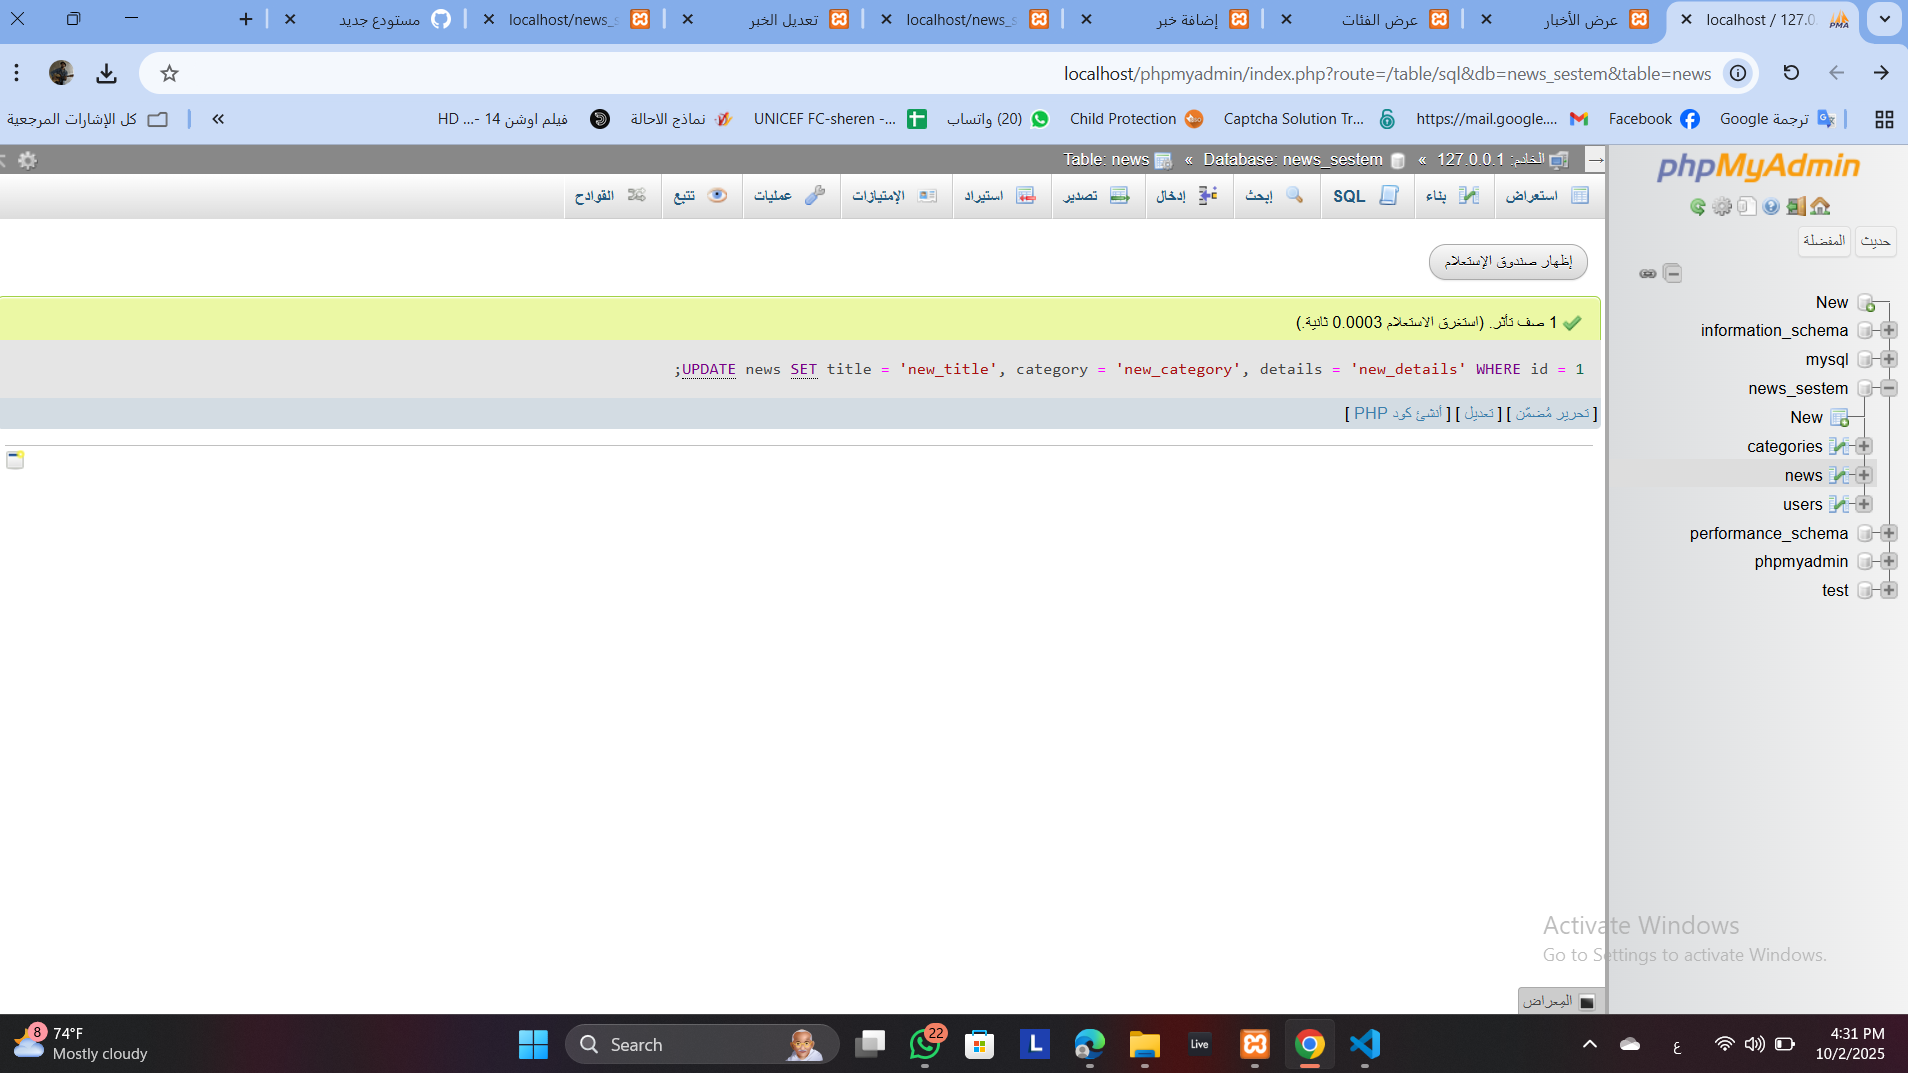 localhost / 127.0.
عرض الأخبار
عرض الفئات
إضافة خبر
localhost/news_s
تعديل الخبر
localhost/news_s
مستودع جديد
localhost/phpmyadmin/index.php?route=/table/sql&db=news_sestem&table=news
ترجمة Google
Facebook
https://mail.google....
Captcha Solution Tr...
Child Protection
(20) واتساب
UNICEF FC-sheren -...
نماذج الاحالة
فيلم اوشن 14 -... HD
»
كل الإشارات المرجعية
phpMyAdmin
حديث
المفضلة
New
information_schema
mysql
news_sestem
New
categories
news
users
performance_schema
phpmyadmin
test
الخادم: 127.0.0.1 » Database: news_sestem » Table: news
استعراض
بناء
SQL
إبحث
إدخال
تصدير
استيراد
الإمتيازات
عمليات
تتبع
القوادح
إظهار صندوق الإستعلام
1 صف تأثر. (استغرق الاستعلام 0.0003 ثانية.)
UPDATE news SET title = 'new_title', category = 'new_category', details = 'new_details' WHERE id = 1;
[ تحرير مُضمّن ] [ تعديل ] [ أنشئ كود PHP ]
Activate Windows
Go to Settings to activate Windows.
المِعراض
8
74°F
Mostly cloudy
Search
22
L
Live
ع
4:31 PM
10/2/2025